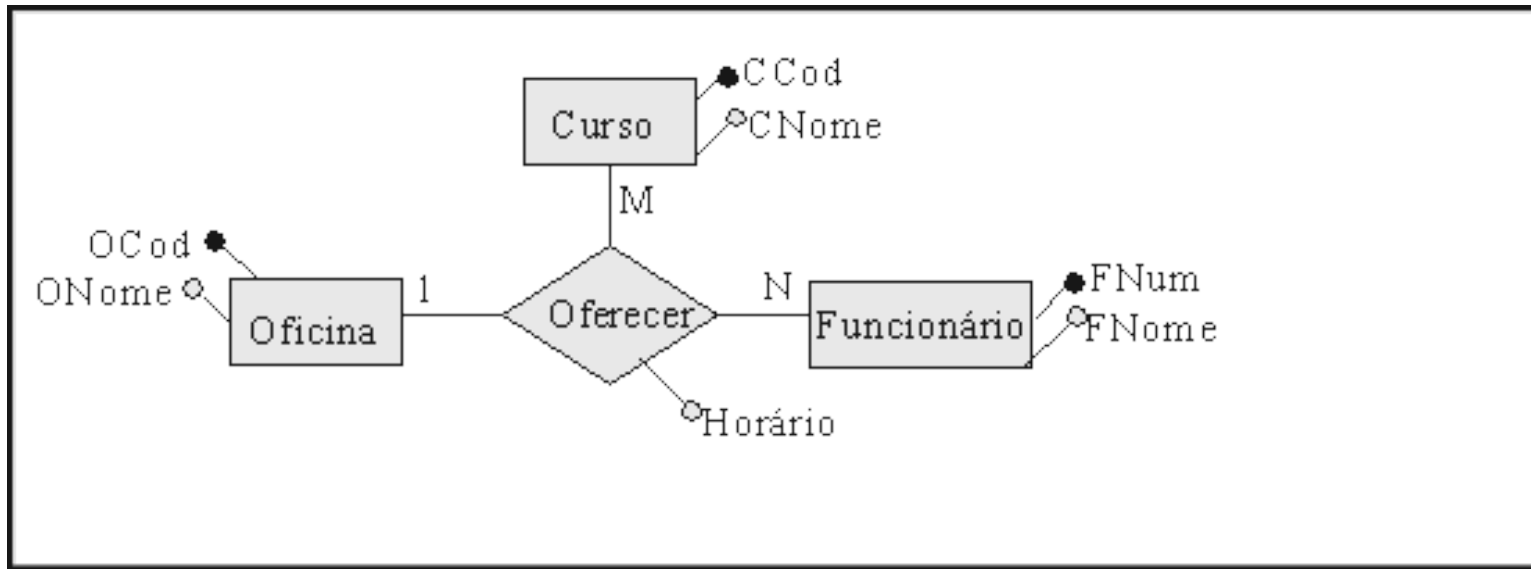 CCod
Curso
CNome
M
OCod
ONome
1
N
FNum
Oficina
Oferecer
Funcionário
FNome
Horário